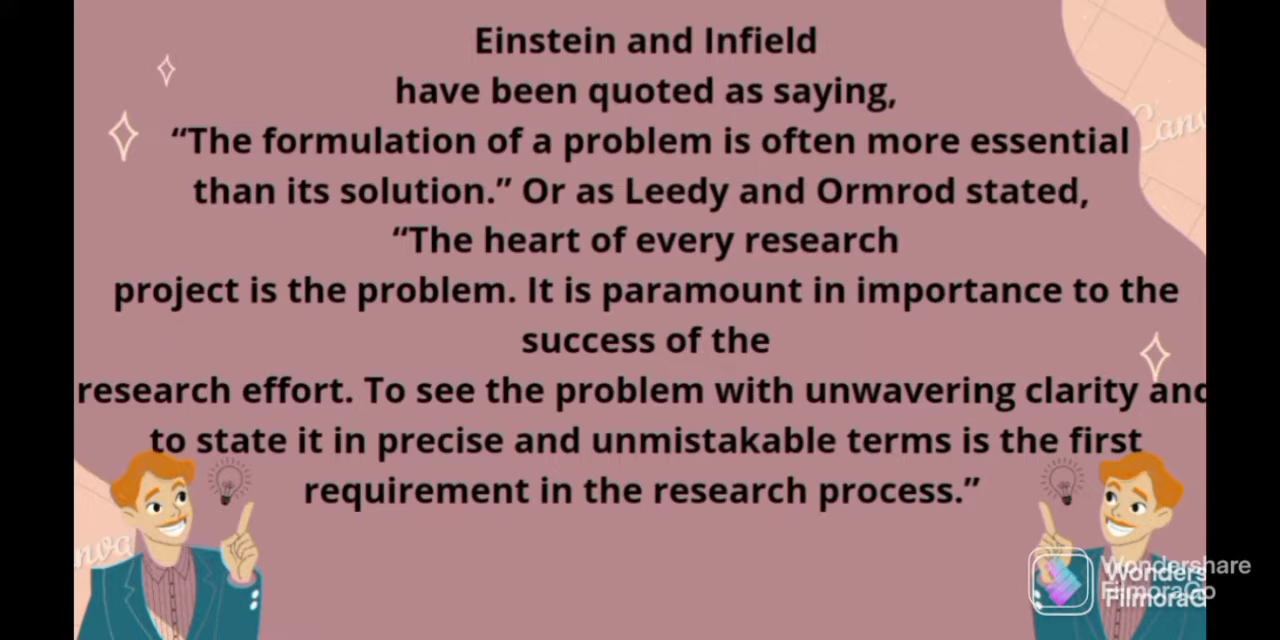 Einstein and Infield
have been quoted as saying,
“The formulation of a problem is often more essential
than its solution.” Or as Leedy and Ormrod stated,
“The heart of every research
project is the problem. It is paramount in importance to the
success of the
research effort. To see the problem with unwavering clarity and
to state it in precise and unmistakable terms is the first
requirement in the research process.”
Wondershare
FilmoraGo